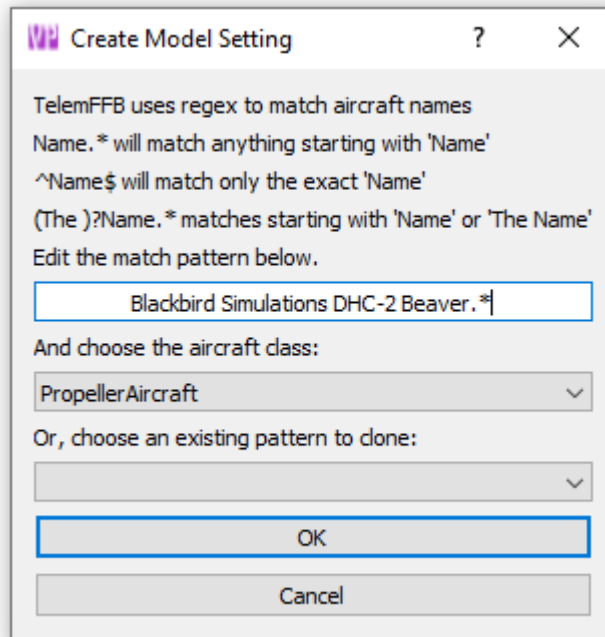 VP Create Model Setting ? ×
TelemFFB uses regex to match aircraft names
Name.* will match anything starting with 'Name'
^Name$ will match only the exact 'Name'
(The )?Name.* matches starting with 'Name' or 'The Name'
Edit the match pattern below.
Blackbird Simulations DHC-2 Beaver.*
And choose the aircraft class:
PropellerAircraft
Or, choose an existing pattern to clone:
OK
Cancel